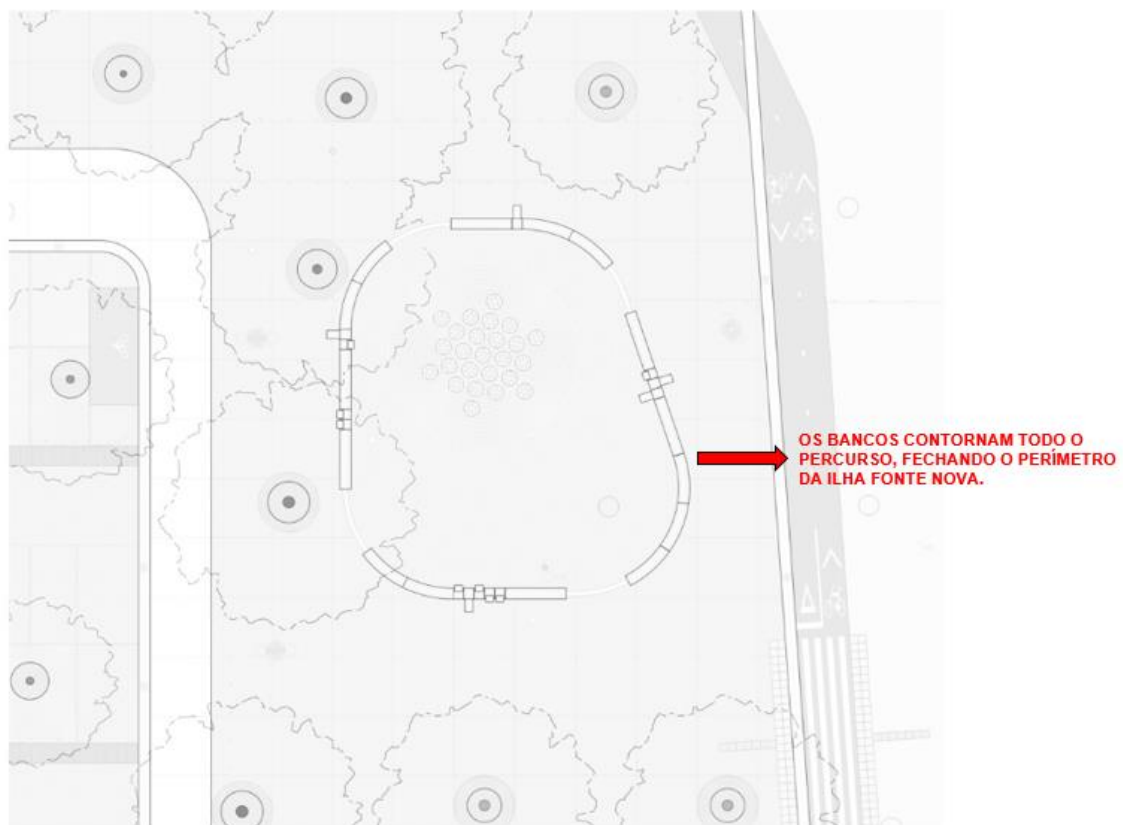 OS BANCOS CONTORNAM TODO O
PERCURSO, FECHANDO O PERÍMETRO
DA ILHA FONTE NOVA.